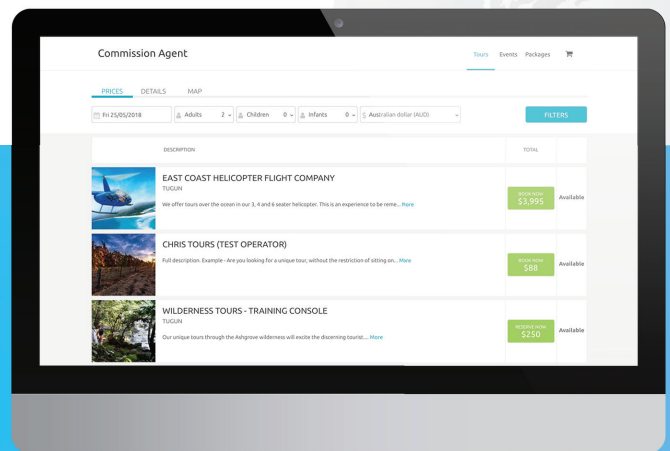 Commission Agent
Tours Events Packages
PRICES DETAILS MAP
Fri 25/05/2018 Adults 2 Children 0 Infants 0 Australian dollar (AUD) FILTERS
DESCRIPTION TOTAL
EAST COAST HELICOPTER FLIGHT COMPANY
TUGUN
We offer tours over the ocean in our 3, 4 and 6 seater helicopter. This is an experience to be reme... More
BOOK NOW
$3,995
Available
CHRIS TOURS (TEST OPERATOR)
Full description. Example - Are you looking for a unique tour, without the restriction of sitting on... More
BOOK NOW
$88
Available
WILDERNESS TOURS - TRAINING CONSOLE
TUGUN
Our unique tours through the Ashgrove wilderness will excite the discerning tourist.... More
RESERVE NOW
$250
Available